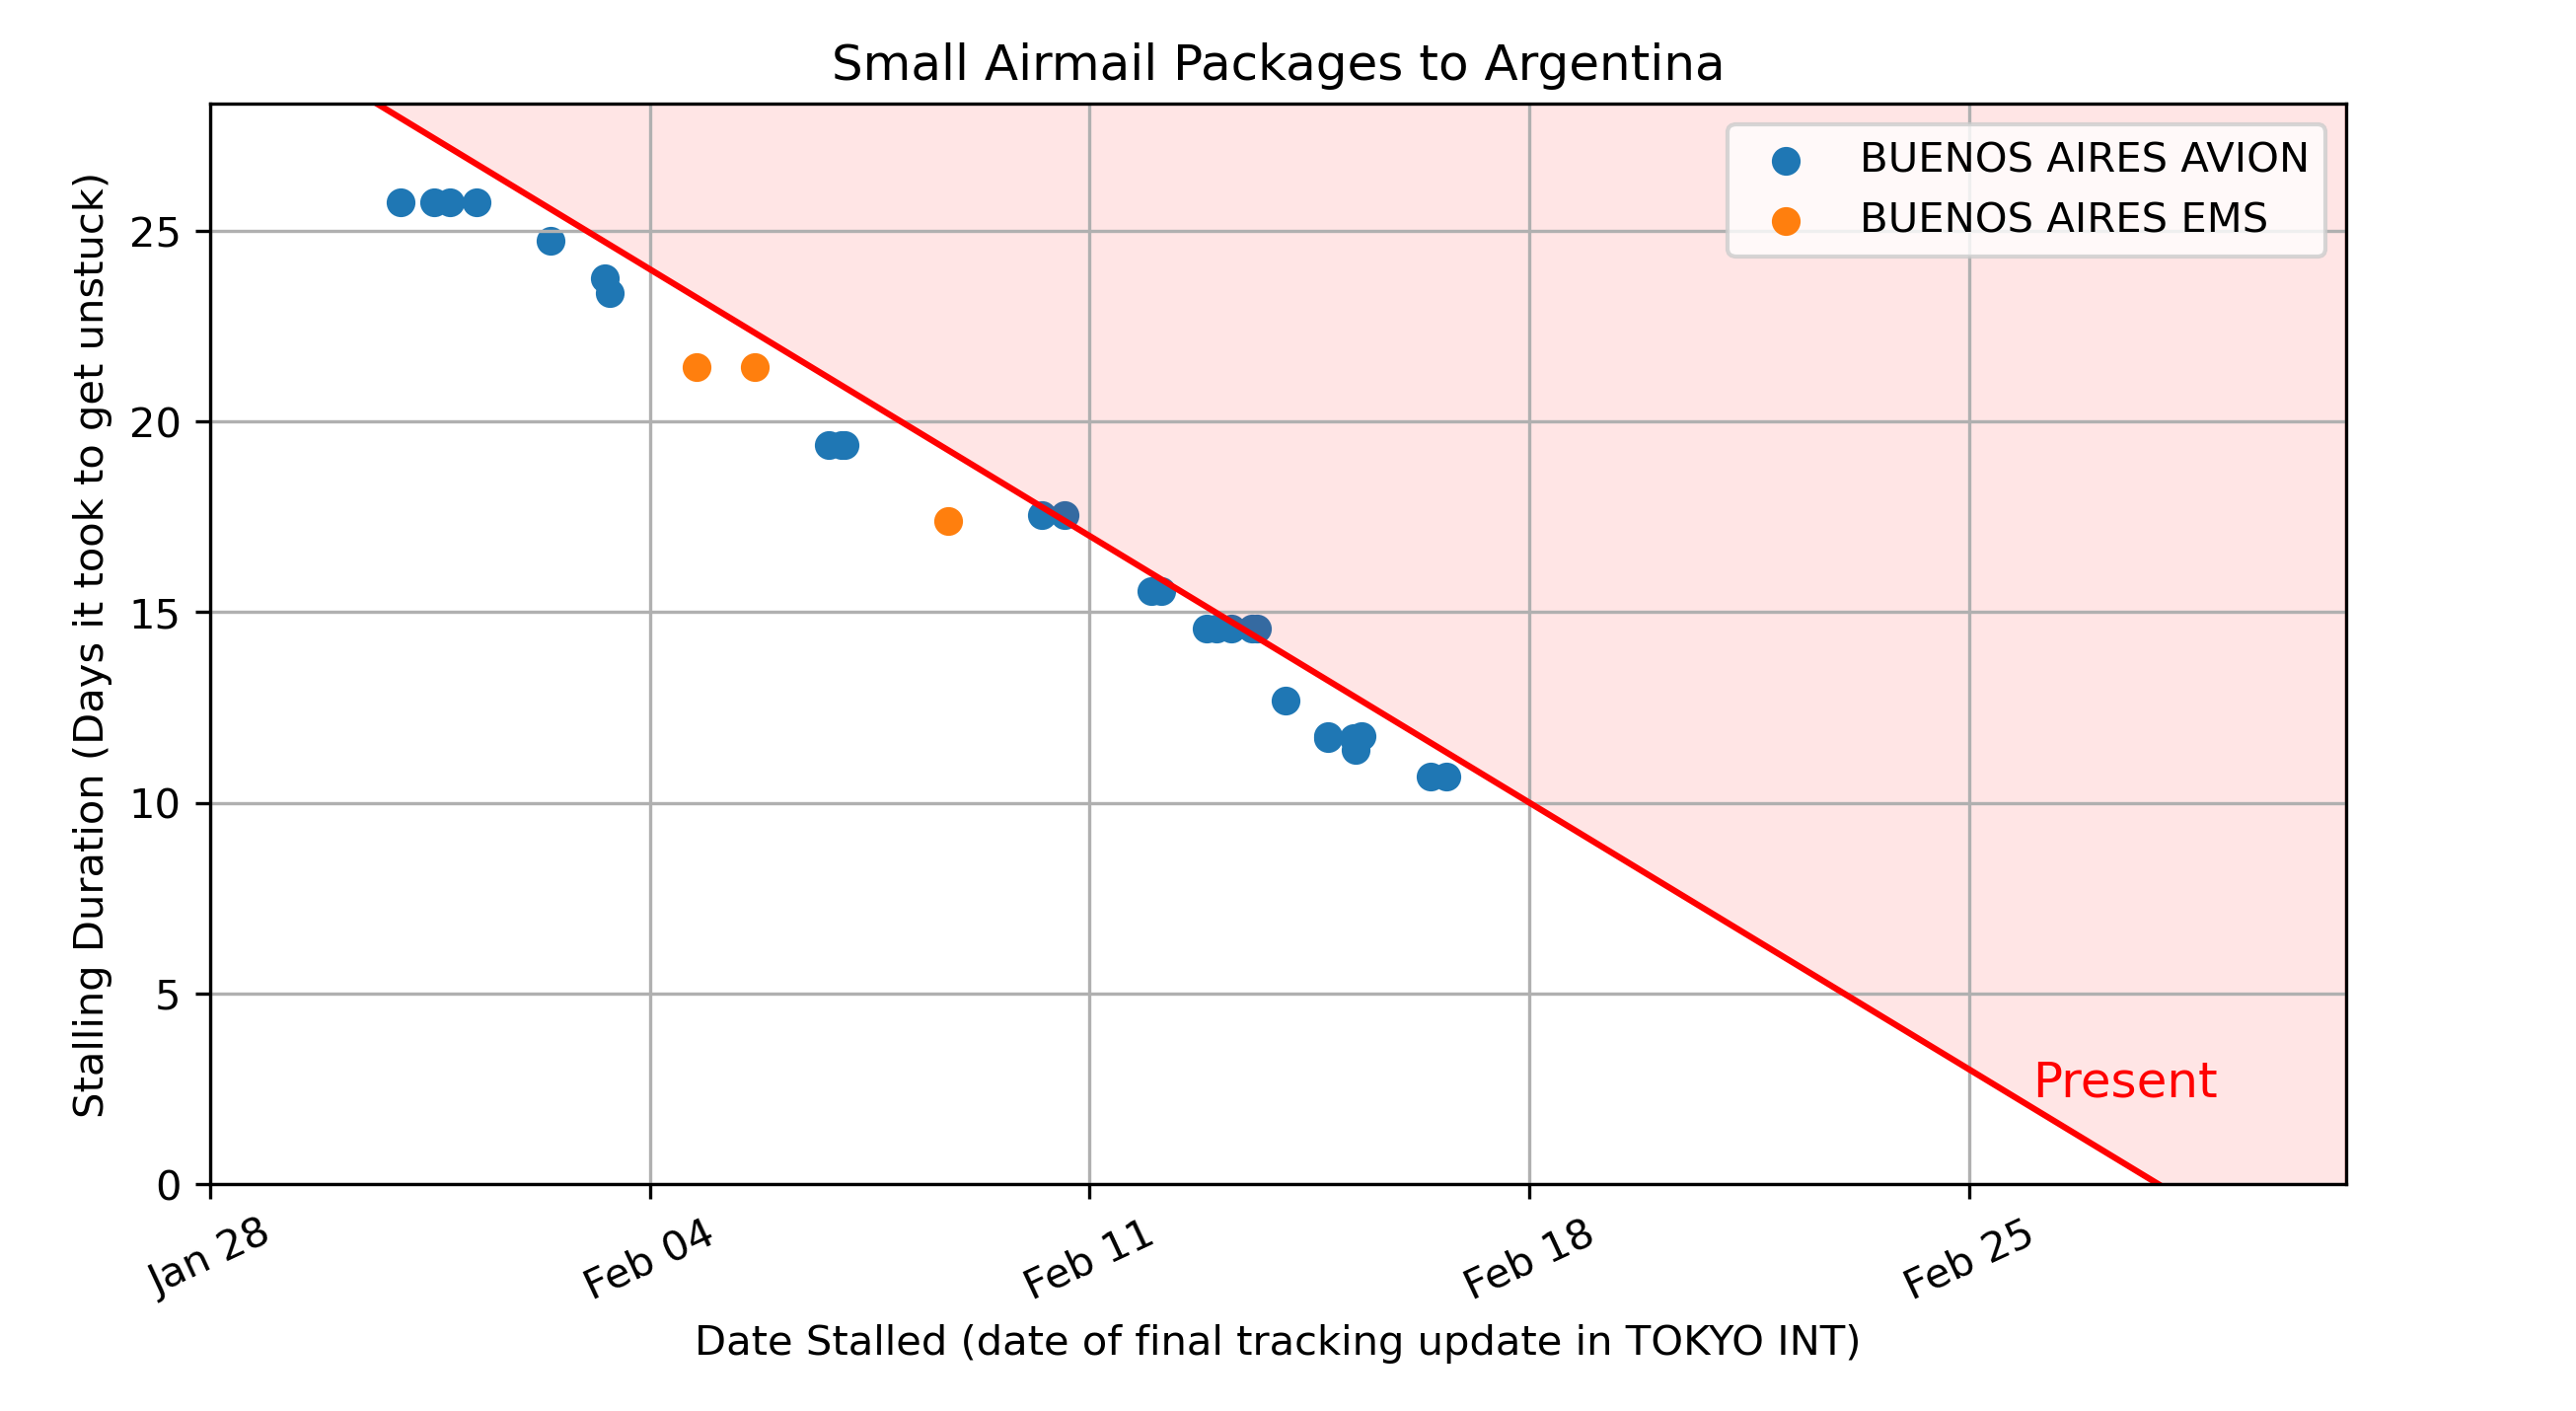 Small Airmail Packages to Argentina
BUENOS AIRES AVION
BUENOS AIRES EMS
Stalling Duration (Days it took to get unstuck)
25
20
15
10
5
0
Present
Jan 28
Feb 04
Feb 11
Feb 18
Feb 25
Date Stalled (date of final tracking update in TOKYO INT)